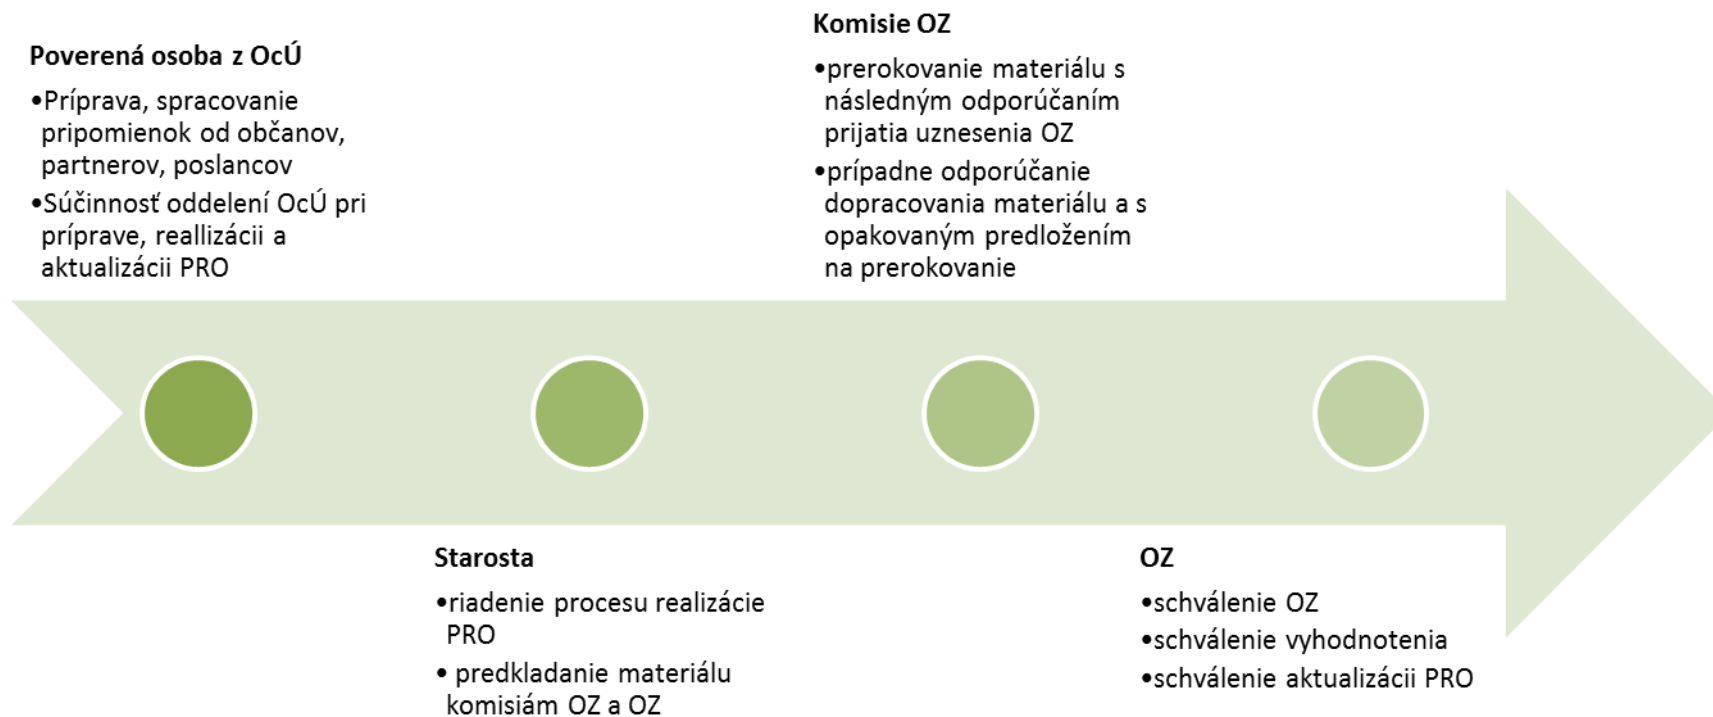 Poverená osoba z OcÚ
•Príprava, spracovanie
pripomienok od občanov,
partnerov, poslancov
•Súčinnosť oddelení OcÚ pri
príprave, reallizácii a
aktualizácii PRO
Starosta
•riadenie procesu realizácie
PRO
• predkladanie materiálu
komisiám OZ a OZ
Komisie OZ
•prerokovanie materiálu s
následným odporúčaním
prijatia uznesenia OZ
•prípadne odporúčanie
dopracovania materiálu a s
opakovaným predložením
na prerokovanie
OZ
•schválenie OZ
•schválenie vyhodnotenia
•schválenie aktualizácii PRO